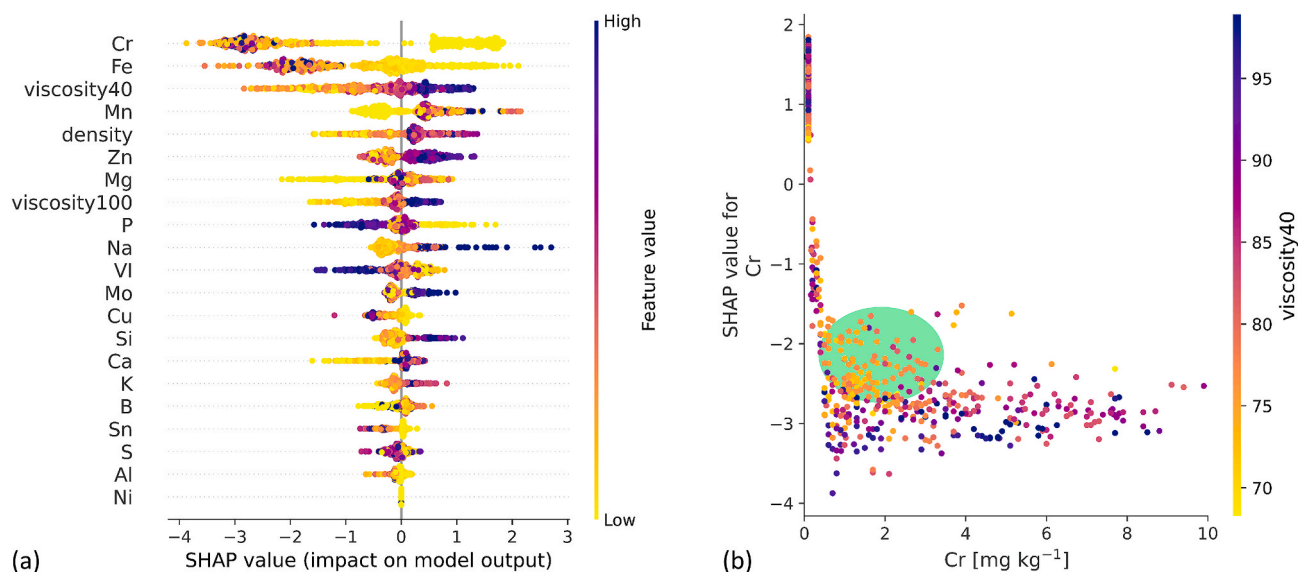 Cr
Fe
viscosity40
Mn
density
Zn
Mg
viscosity100
P
Na
VI
Mo
Cu
Si
Ca
K
B
Sn
S
Al
Ni
−4 −3 −2 −1 0 1 2 3
SHAP value (impact on model output)
(a)
High
Feature value
Low
2
1
0
−1
−2
−3
−4
SHAP value for
Cr
0 2 4 6 8 10
Cr [mg kg⁻¹]
(b)
95
90
85
80
75
70
viscosity40